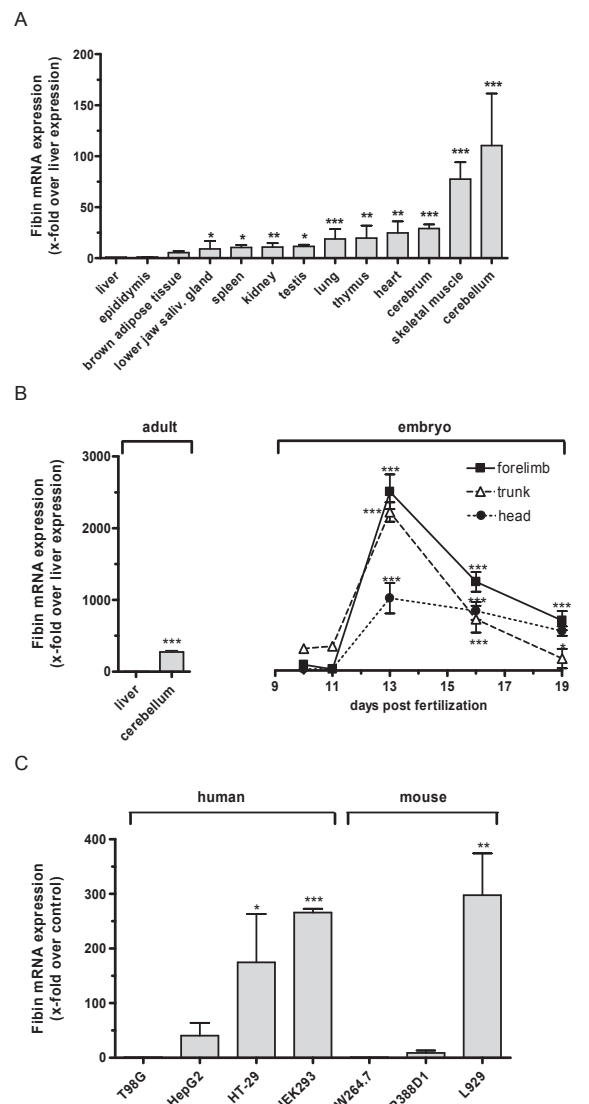 A
Fibin mRNA expression
(x-fold over liver expression)
200
150
100
50
0
*
*
**
*
***
**
**
***
***
***
liver
epididymis
brown adipose tissue
lower jaw saliv. gland
spleen
kidney
testis
lung
thymus
heart
cerebrum
skeletal muscle
cerebellum
B
adult
embryo
Fibin mRNA expression
(x-fold over liver expression)
3000
2000
1000
0
***
liver
cerebellum
forelimb
trunk
head
***
***
***
***
***
***
***
*
9
11
13
15
17
19
days post fertilization
C
human
mouse
Fibin mRNA expression
(x-fold over control)
400
300
200
100
0
*
***
**
T98G
HepG2
HT-29
HEK293
W264.7
388D1
L929